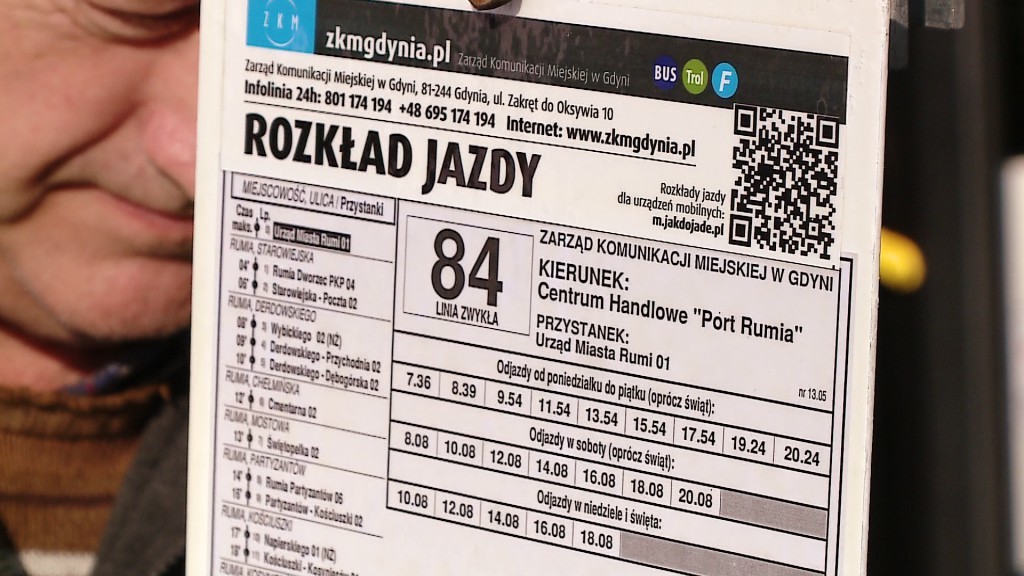 ZKM
zkmgdynia.pl Zarząd Komunikacji Miejskiej w Gdyni
BUS Trol F
Zarząd Komunikacji Miejskiej w Gdyni, 81-244 Gdynia, ul. Zakręt do Oksywia 10
Infolinia 24h: 801 174 194 +48 695 174 194 Internet: www.zkmgdynia.pl
ROZKŁAD JAZDY
Rozkłady jazdy
dla urządzeń mobilnych:
m.jakdojade.pl
MIEJSCOWOŚĆ, ULICA / Przystanki
Czas Lp.
maks.
Urząd Miasta Rumi 01
RUMIA, STAROWIEJSKA
04' Rumia Dworzec PKP 04
06' Starowiejska - Poczta 02
RUMIA, DERDOWSKIEGO
08' Wybickiego 02 (NŻ)
09' Derdowskiego - Przychodnia 02
10' Derdowskiego - Dębogórska 02
RUMIA, CHEŁMIŃSKA
12' Cmentarna 02
RUMIA, MOSTOWA
13' Świętopełka 02
RUMIA, PARTYZANTÓW
14' Rumia Partyzantów 06
16' Partyzantów - Kościuszki 02
RUMIA, KOŚCIUSZKI
17' Napierskiego 01 (NŻ)
18' Kościuszki - Kosynierów
84
LINIA ZWYKŁA
ZARZĄD KOMUNIKACJI MIEJSKIEJ W GDYNI
KIERUNEK:
Centrum Handlowe "Port Rumia"
PRZYSTANEK:
Urząd Miasta Rumi 01
nr 13.05
Odjazdy od poniedziałku do piątku (oprócz świąt):
7.36 8.39 9.54 11.54 13.54 15.54 17.54 19.24 20.24
Odjazdy w soboty (oprócz świąt):
8.08 10.08 12.08 14.08 16.08 18.08 20.08
Odjazdy w niedziele i święta:
10.08 12.08 14.08 16.08 18.08